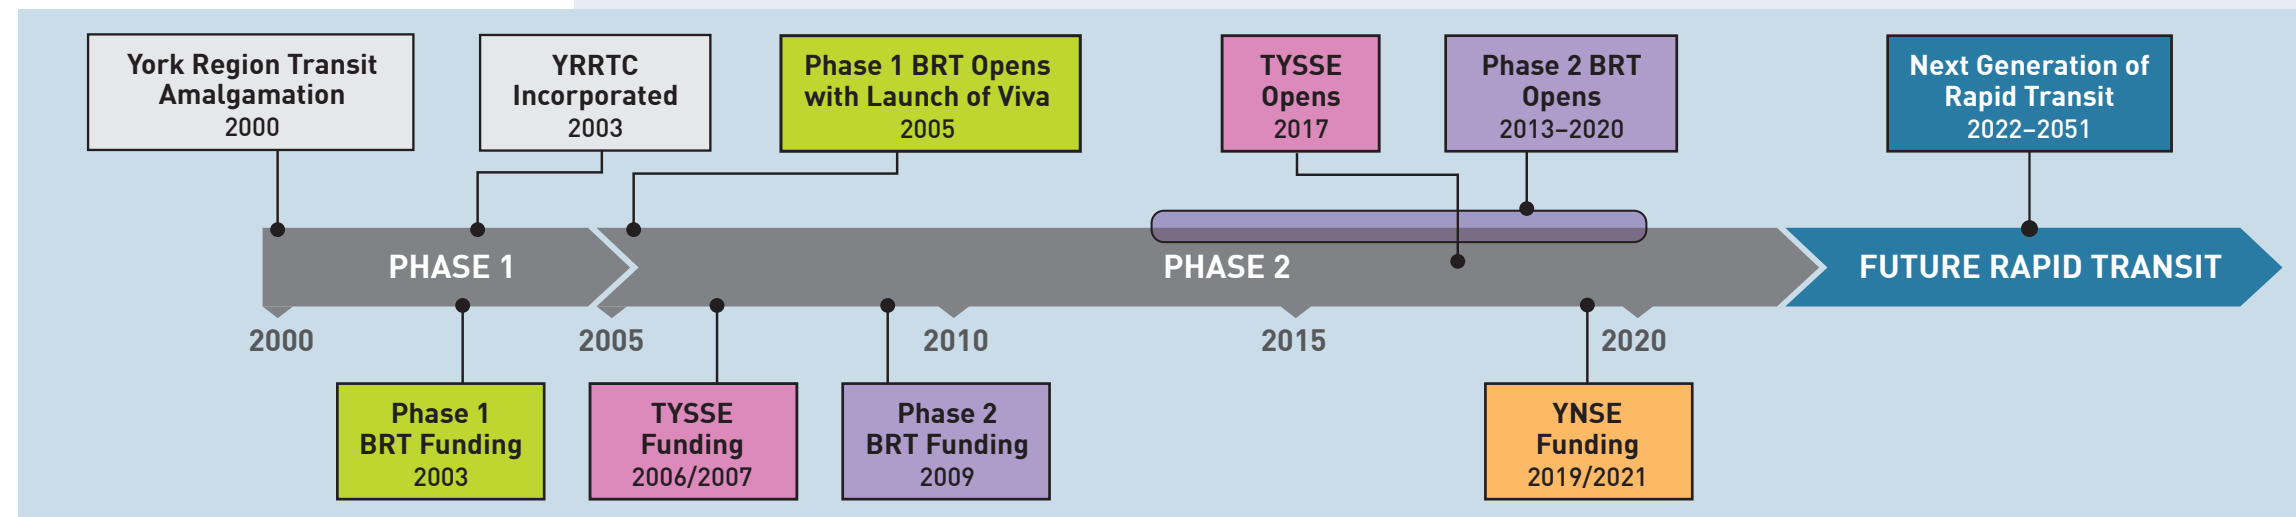 York Region Transit
Amalgamation
2000
YRRTC
Incorporated
2003
Phase 1 BRT Opens
with Launch of Viva
2005
TYSSE
Opens
2017
Phase 2 BRT
Opens
2013–2020
Next Generation of
Rapid Transit
2022–2051
PHASE 1
PHASE 2
FUTURE RAPID TRANSIT
2000
2005
2010
2015
2020
Phase 1
BRT Funding
2003
TYSSE
Funding
2006/2007
Phase 2
BRT Funding
2009
YNSE
Funding
2019/2021